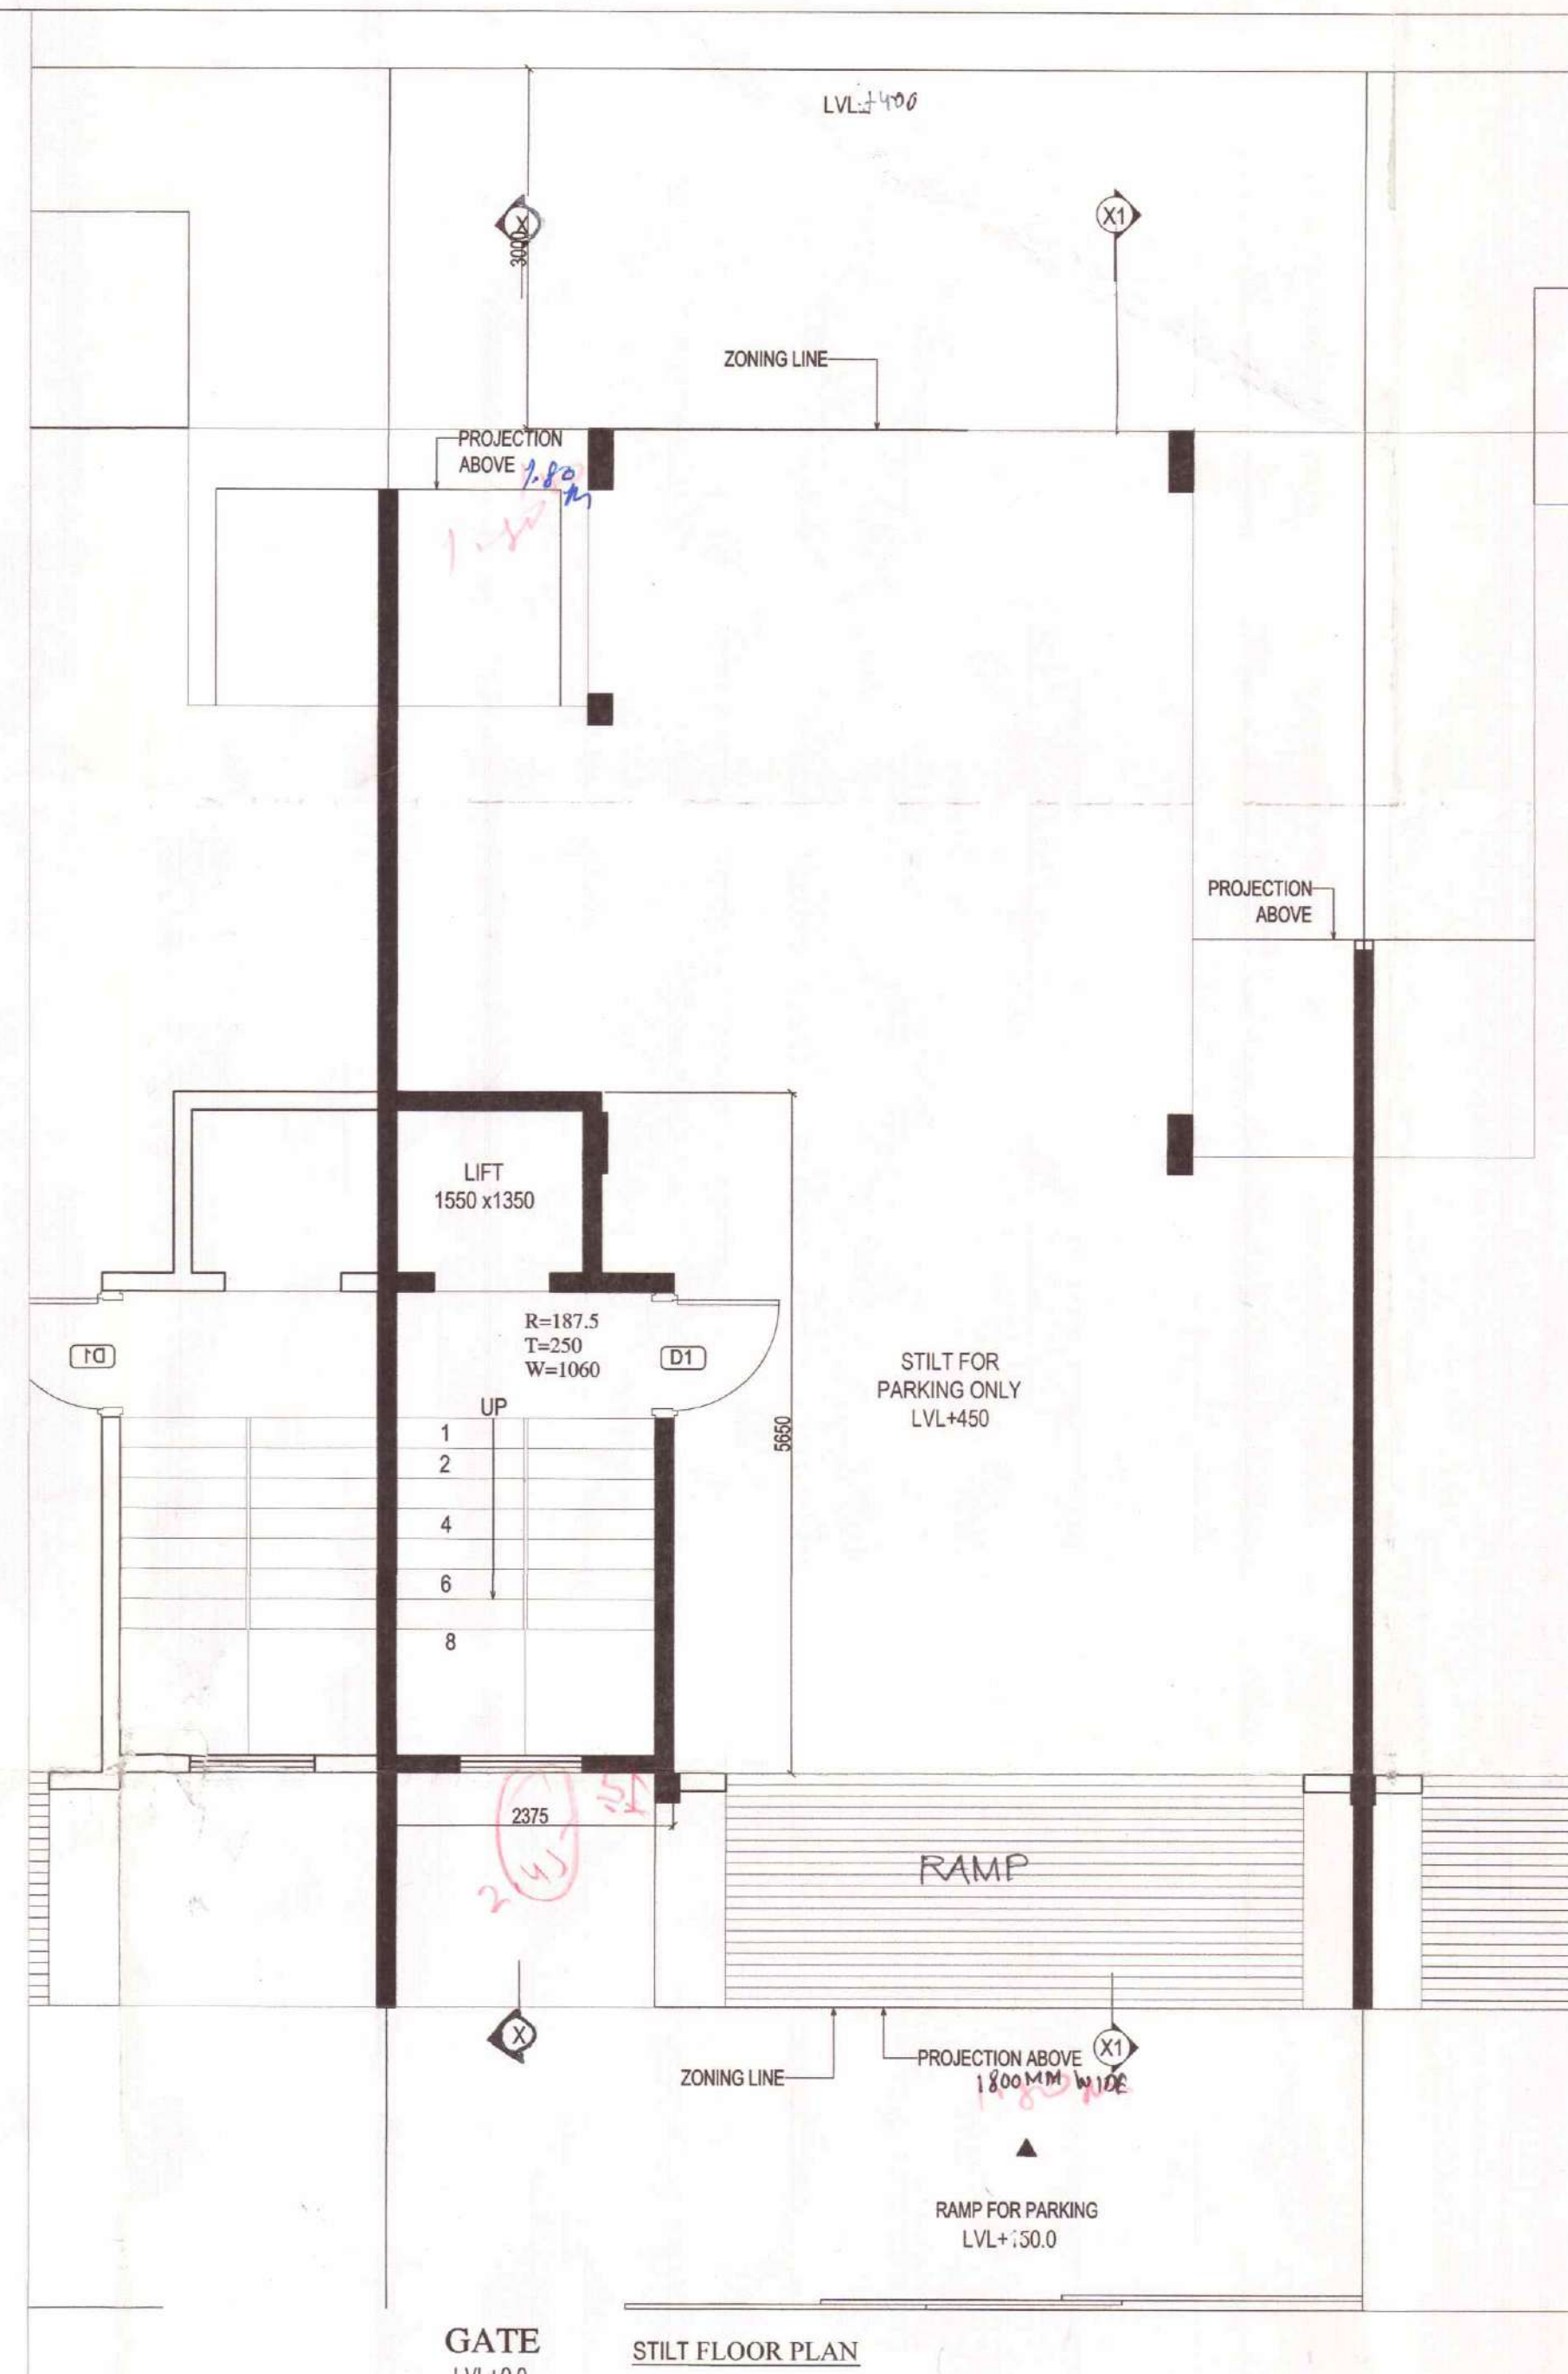 LVL:+400
X
X1
3000
ZONING LINE
PROJECTION
ABOVE
1.80
M
PROJECTION
ABOVE
LIFT
1550 x1350
R=187.5
T=250
W=1060
D1
D1
UP
1
2
4
6
8
5650
STILT FOR
PARKING ONLY
LVL+450
2375
RAMP
X
X1
ZONING LINE
PROJECTION ABOVE
1800MM WIDE
RAMP FOR PARKING
LVL+150.0
GATE
STILT FLOOR PLAN